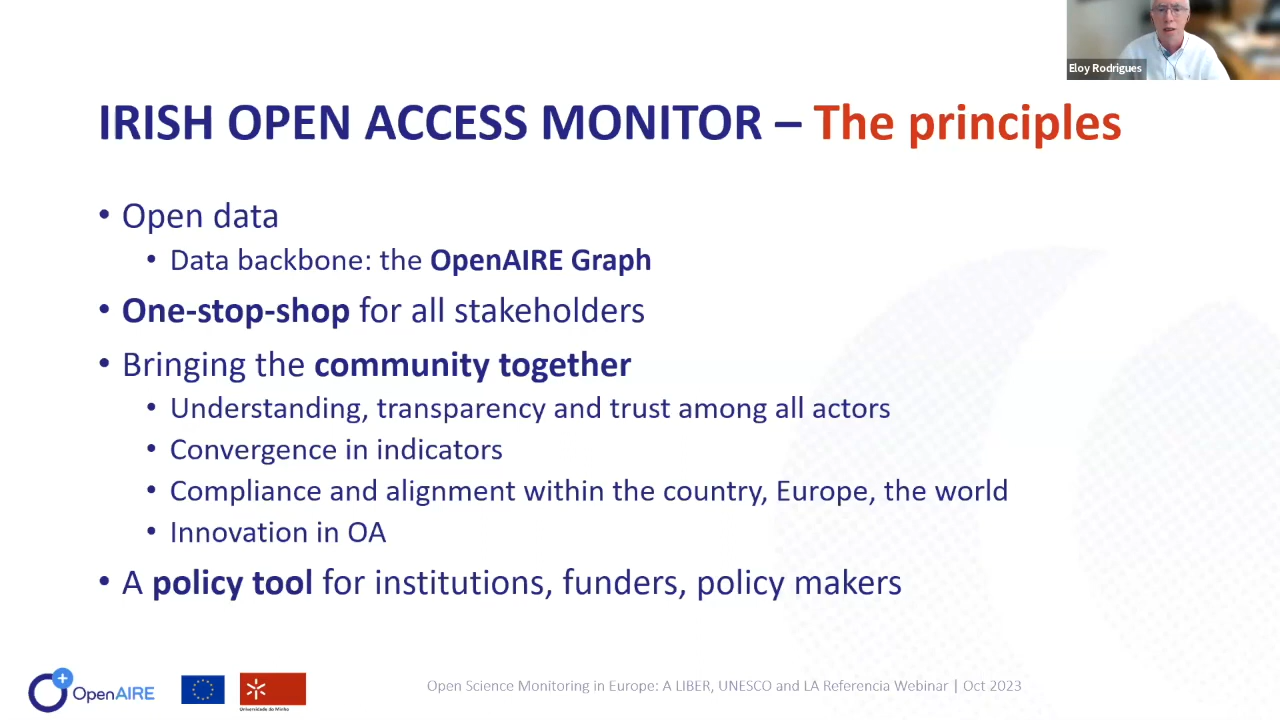 Eloy Rodrigues
IRISH OPEN ACCESS MONITOR – The principles
• Open data
• Data backbone: the OpenAIRE Graph
• One-stop-shop for all stakeholders
• Bringing the community together
• Understanding, transparency and trust among all actors
• Convergence in indicators
• Compliance and alignment within the country, Europe, the world
• Innovation in OA
• A policy tool for institutions, funders, policy makers
OpenAIRE
Universidade do Minho
Open Science Monitoring in Europe: A LIBER, UNESCO and LA Referencia Webinar | Oct 2023